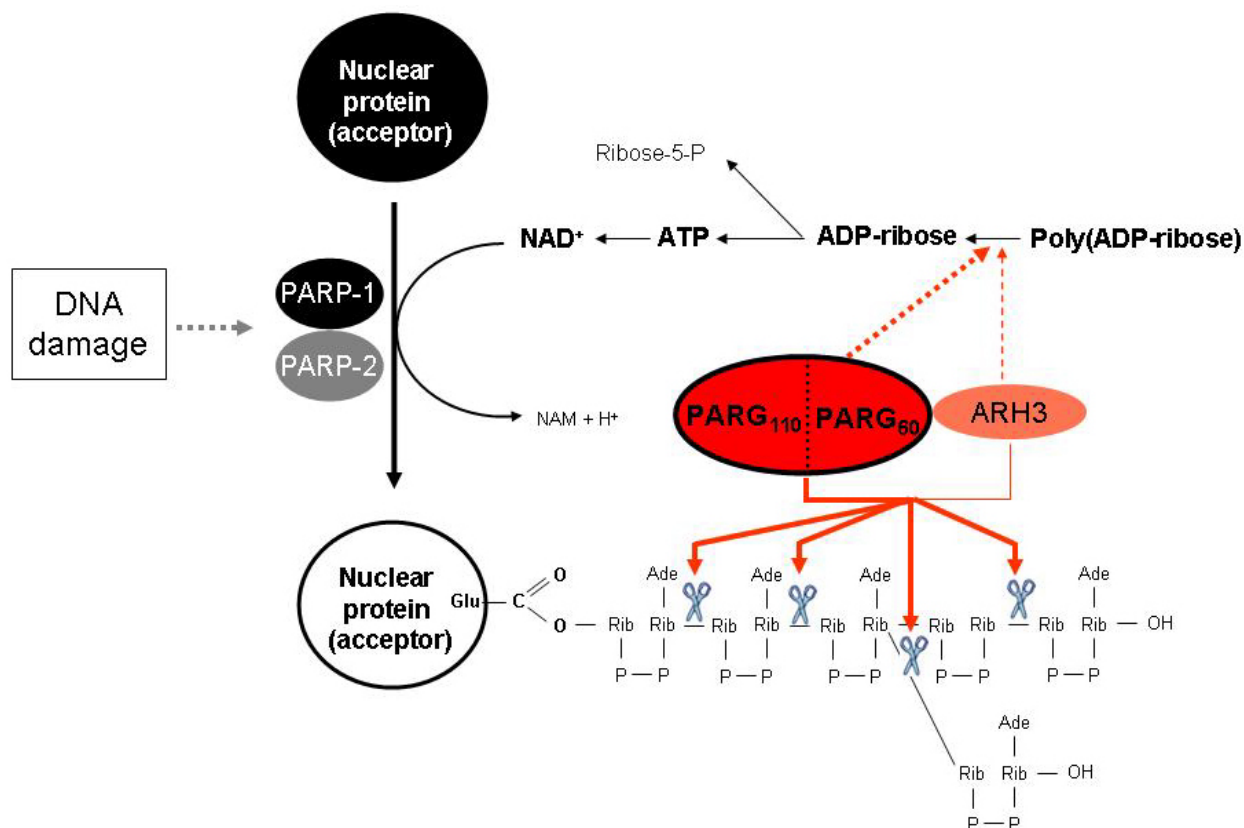 Nuclear
protein
(acceptor)
Ribose-5-P
NAD⁺
ATP
ADP-ribose
Poly(ADP-ribose)
DNA
damage
PARP-1
PARP-2
NAM + H⁺
PARG₁₁₀
PARG₆₀
ARH3
Nuclear
protein
(acceptor)
Glu
C
O
O
Ade Ade Ade Ade
Rib Rib Rib Rib Rib Rib Rib Rib Rib Rib OH
P P P P P P P P P P
Ade
Rib Rib OH
P P